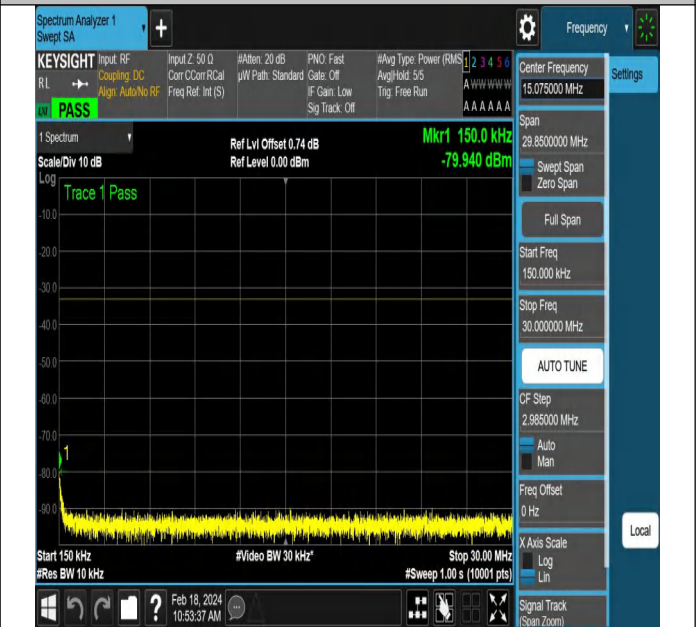 Spectrum Analyzer 1
Swept SA
+
Frequency
KEYSIGHT
RL
PASS
Input: RF
Coupling: DC
Align: Auto/No RF
Input Z: 50 Ω
Corr CCorr RCal
Freq Ref: Int (S)
#Atten: 20 dB
µW Path: Standard
PNO: Fast
Gate: Off
IF Gain: Low
Sig Track: Off
#Avg Type: Power (RMS
Avg|Hold: 5/5
Trig: Free Run
1 2 3 4 5 6
A W W W W W
A A A A A A
Center Frequency
15.075000 MHz
Settings
1 Spectrum
Scale/Div 10 dB
Ref Lvl Offset 0.74 dB
Ref Level 0.00 dBm
Mkr1 150.0 kHz
-79.940 dBm
Log
Trace 1 Pass
-10.0
-20.0
-30.0
-40.0
-50.0
-60.0
-70.0
-80.0
-90.0
1
Start 150 kHz
#Res BW 10 kHz
#Video BW 30 kHz*
Stop 30.00 MHz
#Sweep 1.00 s (10001 pts)
Span
29.8500000 MHz
Swept Span
Zero Span
Full Span
Start Freq
150.000 kHz
Stop Freq
30.000000 MHz
AUTO TUNE
CF Step
2.985000 MHz
Auto
Man
Freq Offset
0 Hz
X Axis Scale
Log
Lin
Local
Signal Track
(Span Zoom)
?
Feb 18, 2024
10:53:37 AM